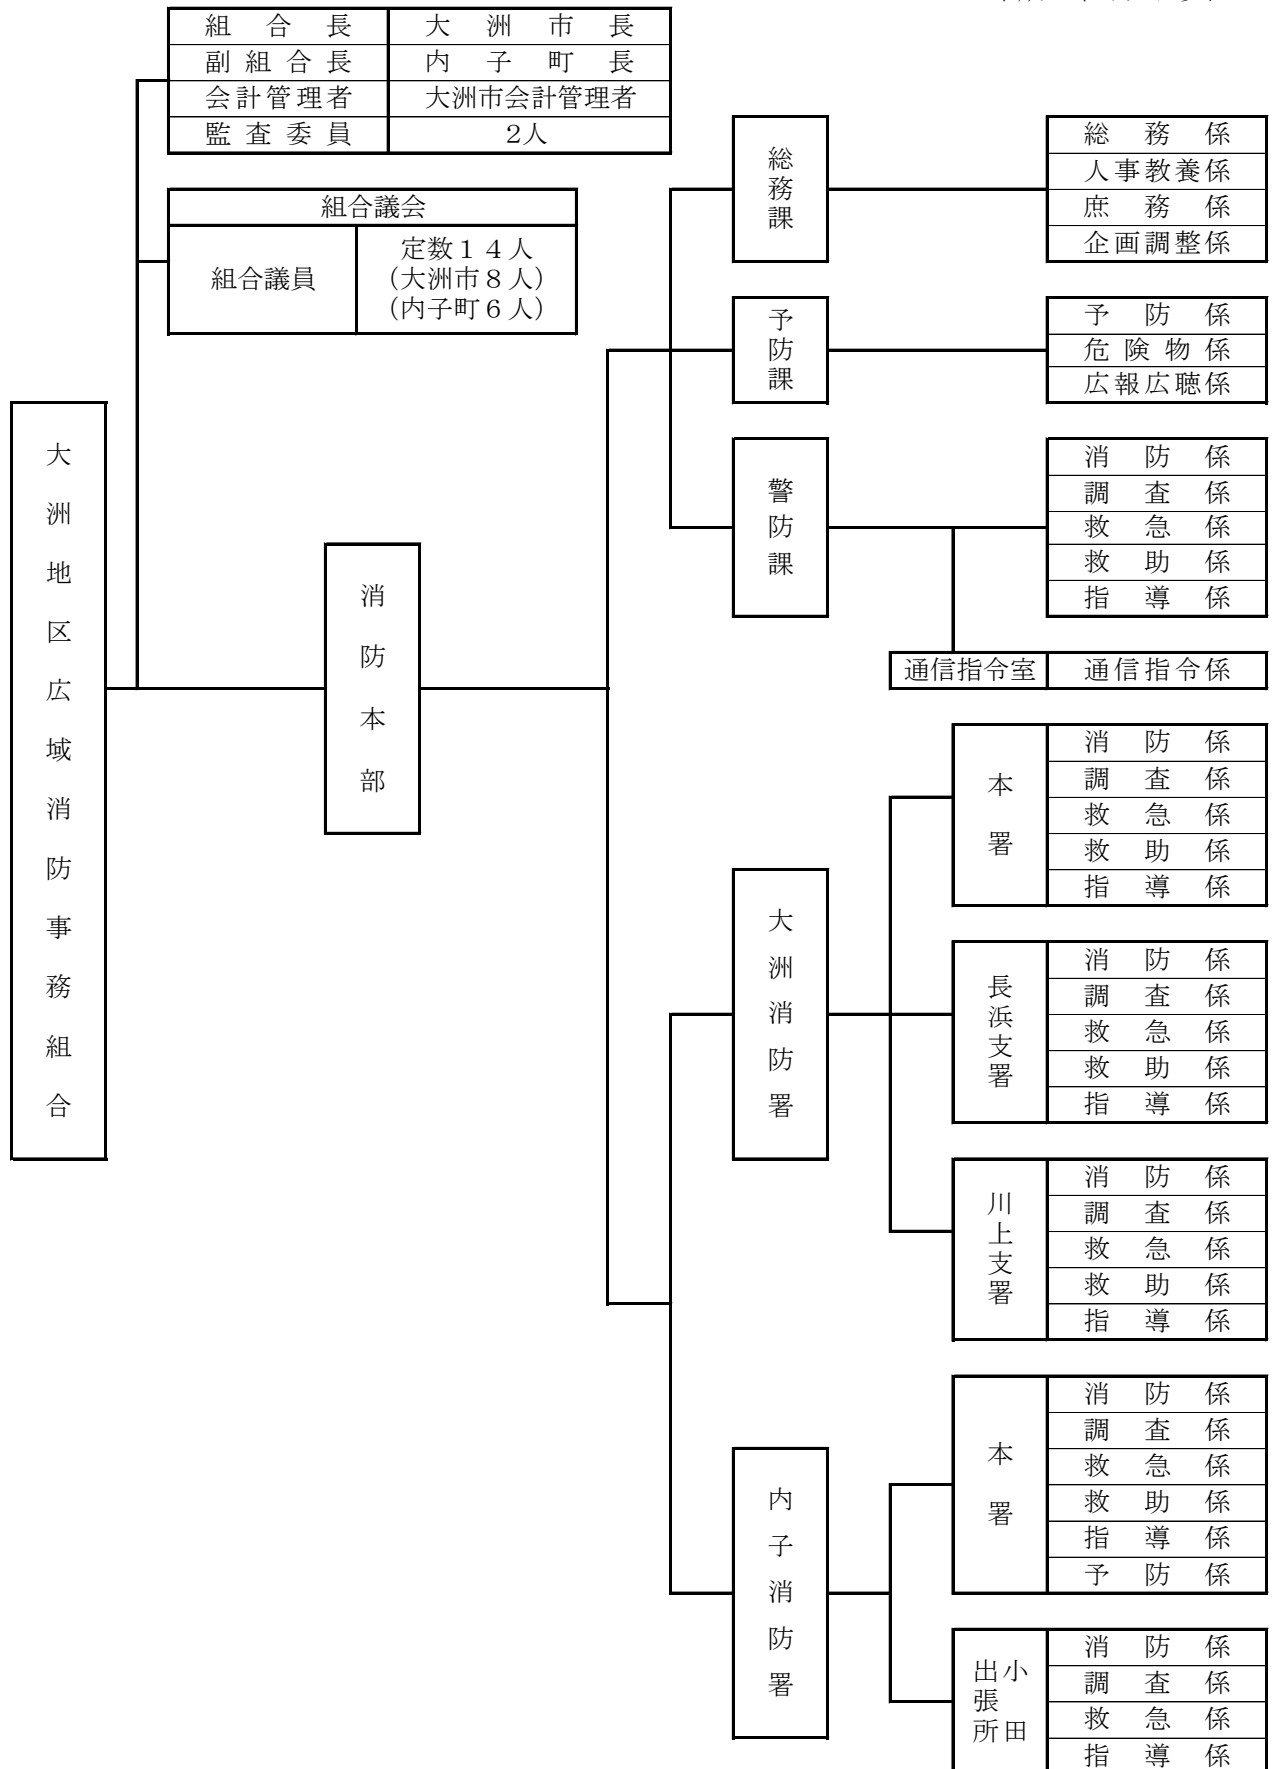 組合長 大洲市長
副組合長 内子町長
会計管理者 大洲市会計管理者
監査委員 2人
組合議会
組合議員
定数１４人
(大洲市８人)
(内子町６人)
大洲地区広域消防事務組合
消防本部
総務課
総務係
人事教養係
庶務係
企画調整係
予防課
予防係
危険物係
広報広聴係
警防課
消防係
調査係
救急係
救助係
指導係
通信指令室 通信指令係
大洲消防署
本署
消防係
調査係
救急係
救助係
指導係
長浜支署
消防係
調査係
救急係
救助係
指導係
川上支署
消防係
調査係
救急係
救助係
指導係
内子消防署
本署
消防係
調査係
救急係
救助係
指導係
予防係
小田
出張所
消防係
調査係
救急係
指導係